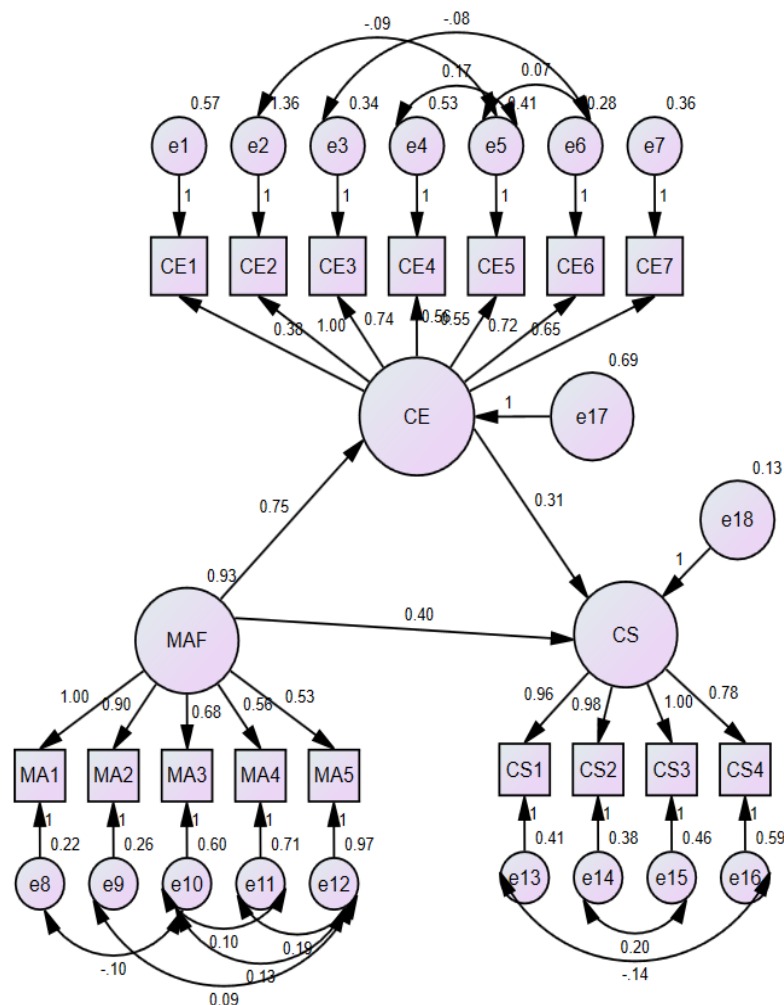 -.09
-.08
0.17
0.07
0.57
1.36
0.34
0.53
0.41
0.28
0.36
e1
e2
e3
e4
e5
e6
e7
1
1
1
1
1
1
1
CE1
CE2
CE3
CE4
CE5
CE6
CE7
0.38
1.00
0.74
0.56
0.55
0.72
0.65
0.69
CE
1
e17
0.13
0.75
0.31
e18
1
0.93
0.40
MAF
CS
1.00
0.90
0.68
0.56
0.53
0.96
0.98
1.00
0.78
MA1
MA2
MA3
MA4
MA5
CS1
CS2
CS3
CS4
1
1
1
1
1
1
1
1
1
0.22
0.26
0.60
0.71
0.97
0.41
0.38
0.46
0.59
e8
e9
e10
e11
e12
e13
e14
e15
e16
0.10
0.19
0.20
-.10
0.13
-.14
0.09